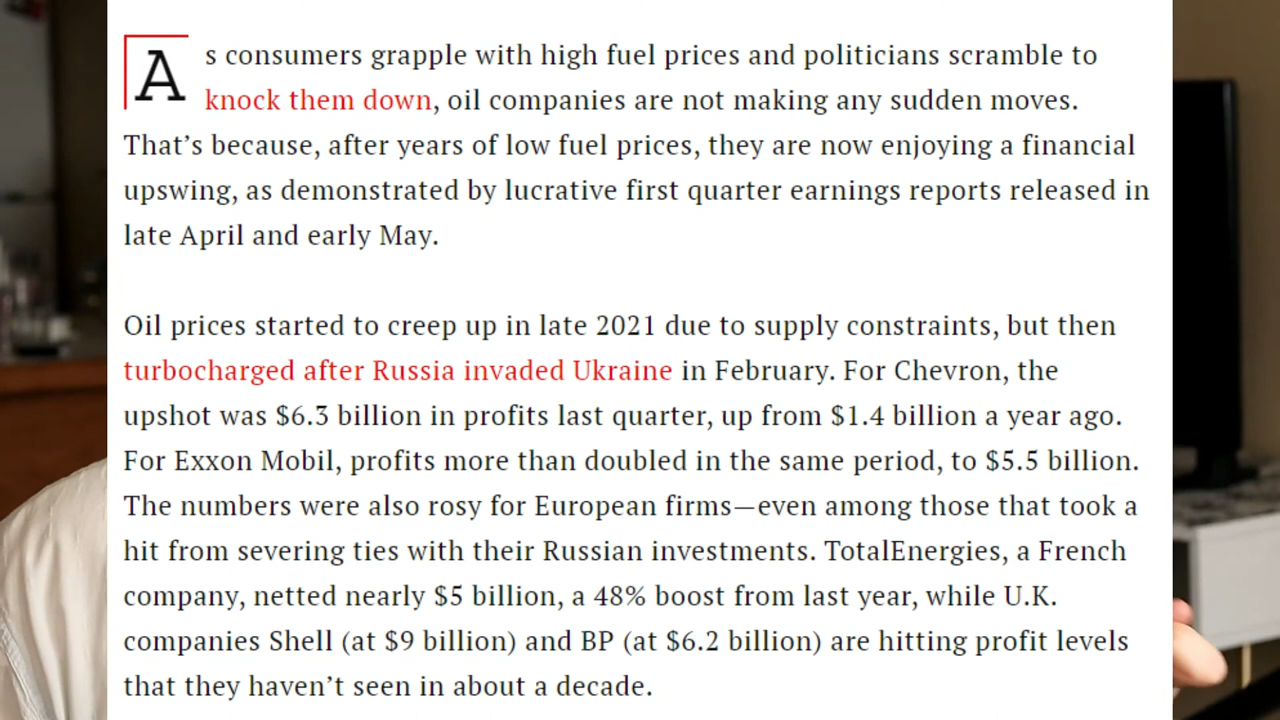 As consumers grapple with high fuel prices and politicians scramble to
knock them down, oil companies are not making any sudden moves.
That’s because, after years of low fuel prices, they are now enjoying a financial
upswing, as demonstrated by lucrative first quarter earnings reports released in
late April and early May.
Oil prices started to creep up in late 2021 due to supply constraints, but then
turbocharged after Russia invaded Ukraine in February. For Chevron, the
upshot was $6.3 billion in profits last quarter, up from $1.4 billion a year ago.
For Exxon Mobil, profits more than doubled in the same period, to $5.5 billion.
The numbers were also rosy for European firms—even among those that took a
hit from severing ties with their Russian investments. TotalEnergies, a French
company, netted nearly $5 billion, a 48% boost from last year, while U.K.
companies Shell (at $9 billion) and BP (at $6.2 billion) are hitting profit levels
that they haven’t seen in about a decade.